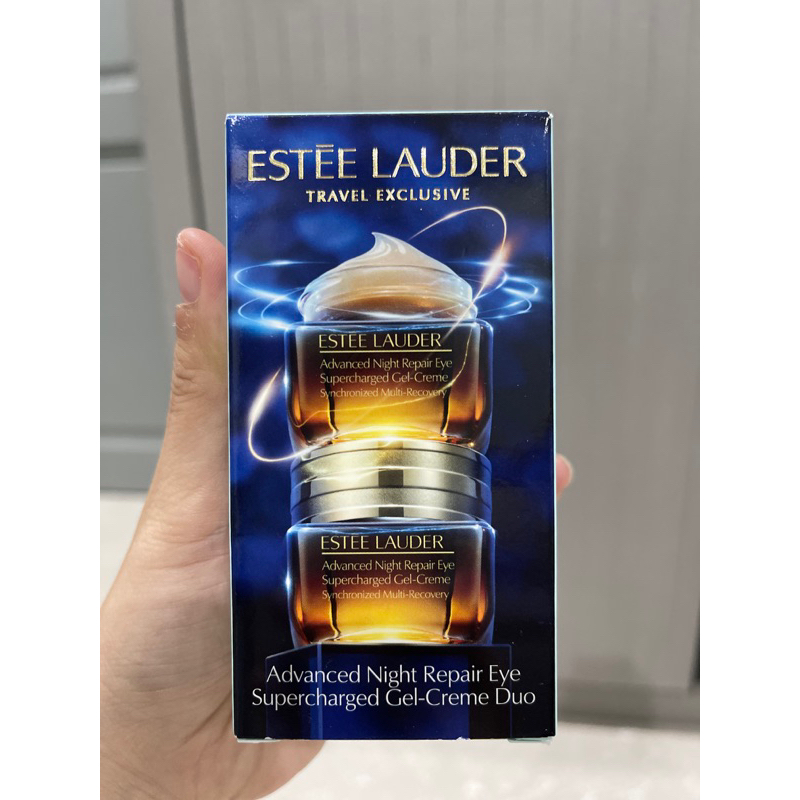 ESTĒE LAUDER
TRAVEL EXCLUSIVE
ESTĒE LAUDER
Advanced Night Repair Eye
Supercharged Gel-Creme
Synchronized Multi-Recovery
ESTĒE LAUDER
Advanced Night Repair Eye
Supercharged Gel-Creme
Synchronized Multi-Recovery
Advanced Night Repair Eye
Supercharged Gel-Creme Duo